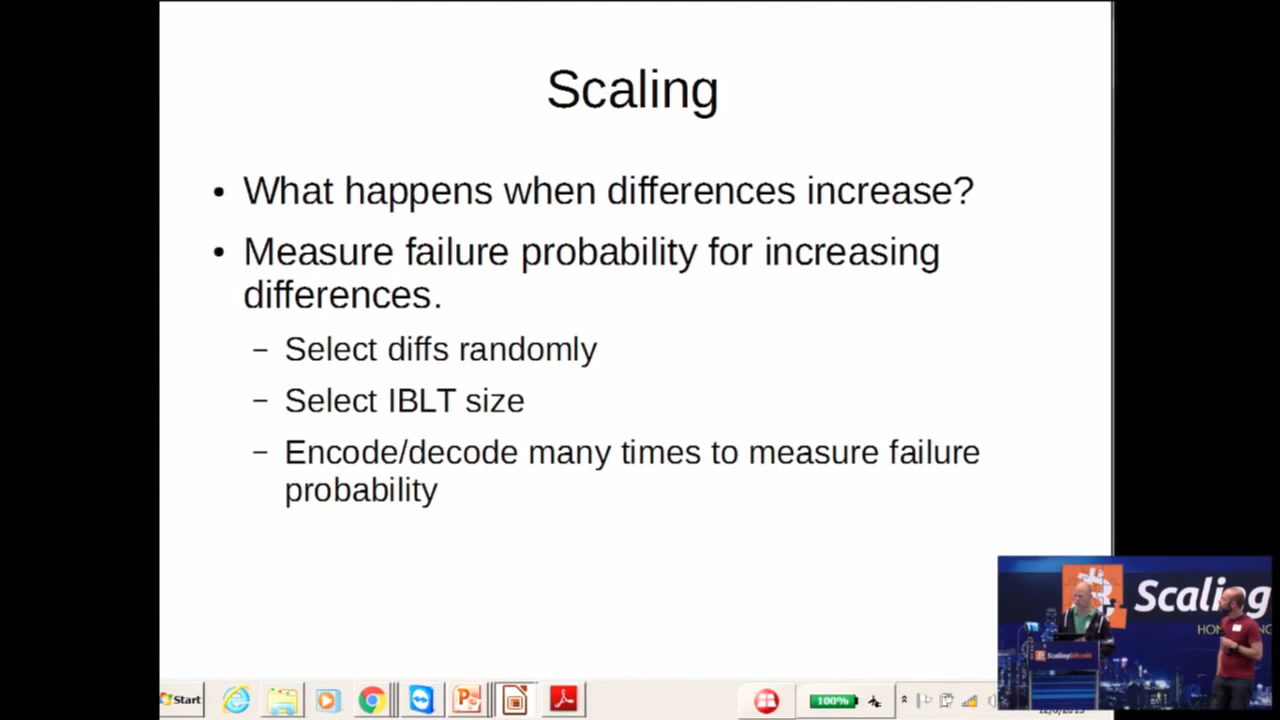 Scaling
• What happens when differences increase?
• Measure failure probability for increasing
differences.
– Select diffs randomly
– Select IBLT size
– Encode/decode many times to measure failure
probability
Scaling
ScalingBitcoin
Start
100%